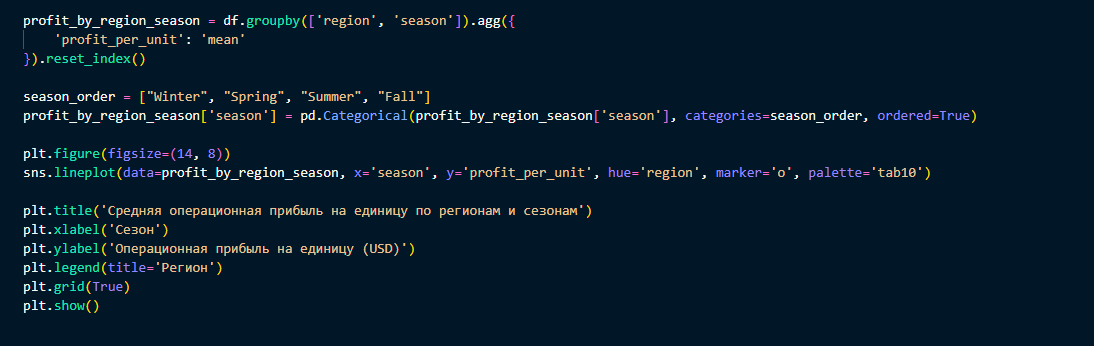 profit_by_region_season = df.groupby(['region', 'season']).agg({
    'profit_per_unit': 'mean'
}).reset_index()

season_order = ["Winter", "Spring", "Summer", "Fall"]
profit_by_region_season['season'] = pd.Categorical(profit_by_region_season['season'], categories=season_order, ordered=True)

plt.figure(figsize=(14, 8))
sns.lineplot(data=profit_by_region_season, x='season', y='profit_per_unit', hue='region', marker='o', palette='tab10')

plt.title('Средняя операционная прибыль на единицу по регионам и сезонам')
plt.xlabel('Сезон')
plt.ylabel('Операционная прибыль на единицу (USD)')
plt.legend(title='Регион')
plt.grid(True)
plt.show()